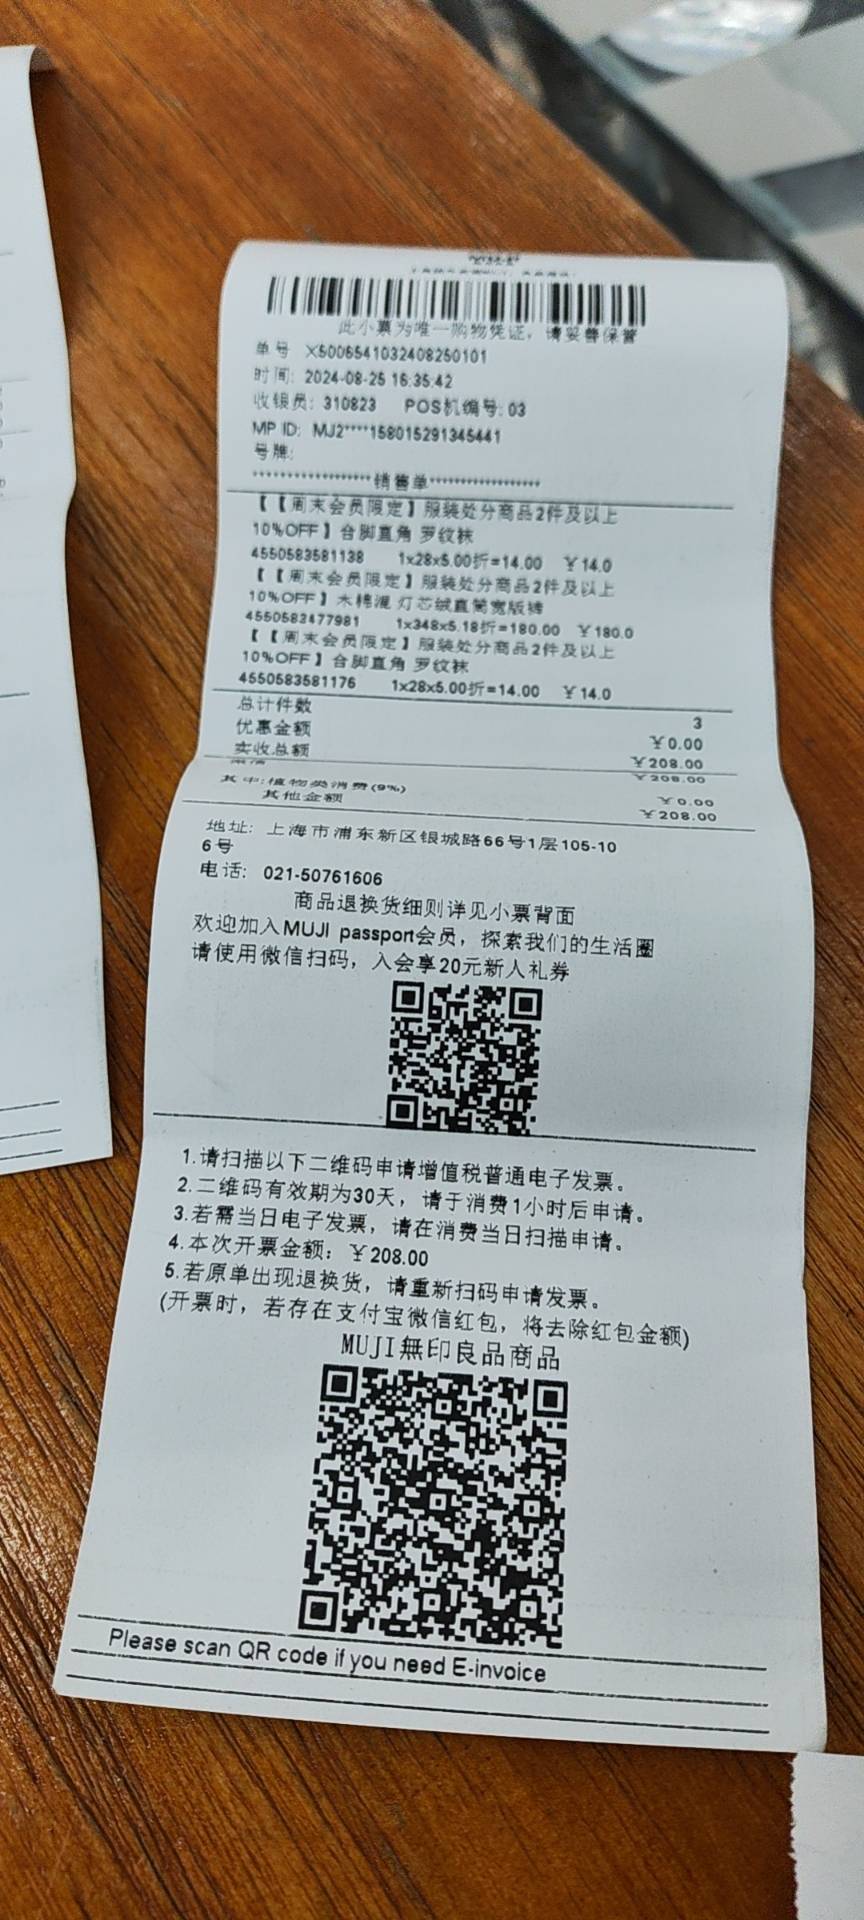 此小票为唯一购物凭证，请妥善保管
单号 X5006541032408250101
时间: 2024-08-25 16:35:42
收银员: 310823 POS机编号: 03
MP ID: MJ2****158015291345441
号牌:
******************销售单******************
【【周末会员限定】服装处分商品2件及以上
10%OFF】合脚直角 罗纹袜
4550583581138 1x28x5.00折=14.00 ￥14.0
【【周末会员限定】服装处分商品2件及以上
10%OFF】木棉混 灯芯绒直筒宽版裤
4550583477981 1x348x5.18折=180.00 ￥180.0
【【周末会员限定】服装处分商品2件及以上
10%OFF】合脚直角 罗纹袜
4550583581176 1x28x5.00折=14.00 ￥14.0
总计件数 3
优惠金额 ￥0.00
实收总额 ￥208.00
￥208.00
其中:植物类消费(9%) ￥0.00
其他金额 ￥208.00
地址: 上海市浦东新区银城路66号1层105-10
6号
电话: 021-50761606
商品退换货细则详见小票背面
欢迎加入MUJI passport会员，探索我们的生活圈
请使用微信扫码，入会享20元新人礼券
1.请扫描以下二维码申请增值税普通电子发票。
2.二维码有效期为30天，请于消费1小时后申请。
3.若需当日电子发票，请在消费当日扫描申请。
4.本次开票金额: ￥208.00
5.若原单出现退换货，请重新扫码申请发票。
(开票时，若存在支付宝微信红包，将去除红包金额)
MUJI無印良品商品
Please scan QR code if you need E-invoice